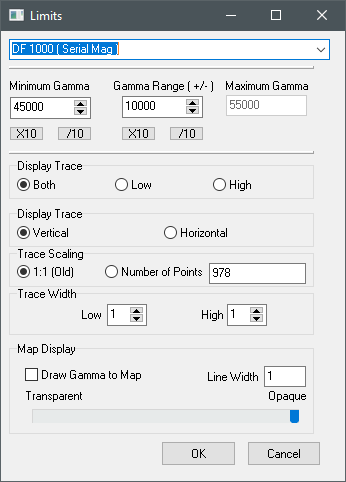 Limits
DF 1000 ( Serial Mag )
Minimum Gamma Gamma Range ( +/- ) Maximum Gamma
45000 10000 55000
X10 /10 X10 /10
Display Trace
Both Low High
Display Trace
Vertical Horizontal
Trace Scaling
1:1 (Old) Number of Points 978
Trace Width
Low 1 High 1
Map Display
Draw Gamma to Map Line Width 1
Transparent Opaque
OK Cancel